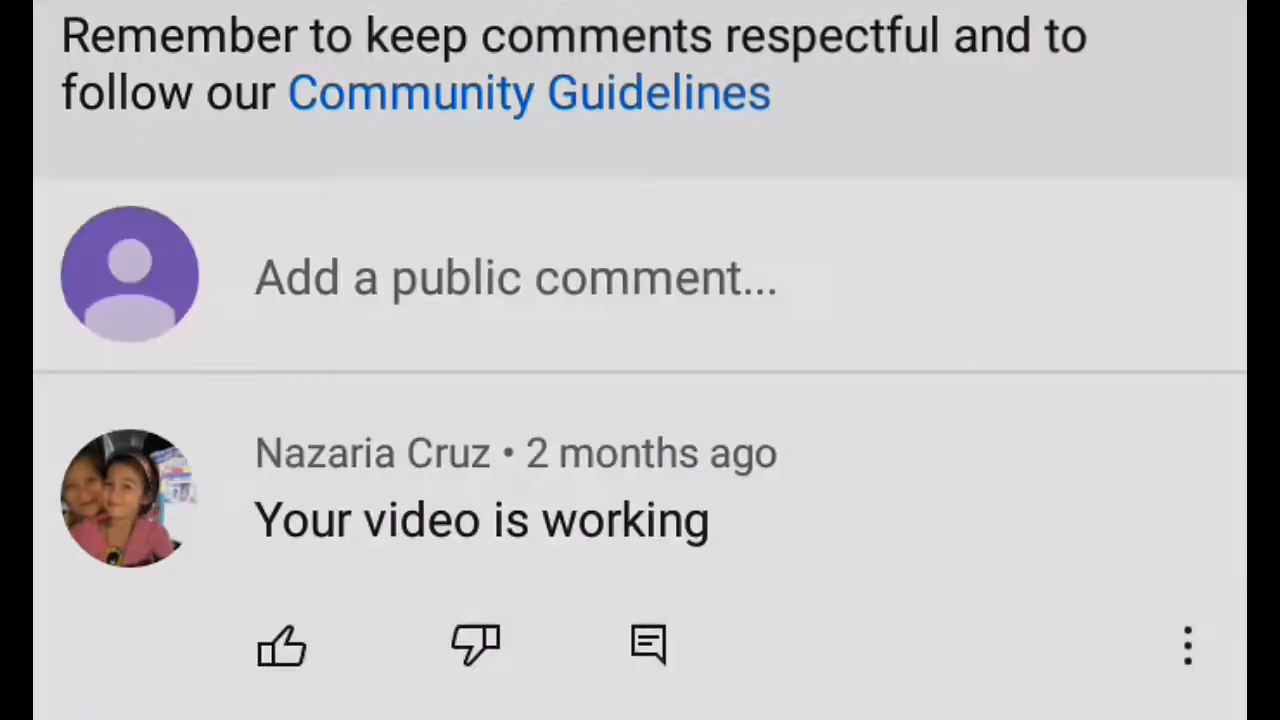 Remember to keep comments respectful and to
follow our Community Guidelines
Add a public comment...
Nazaria Cruz • 2 months ago
Your video is working